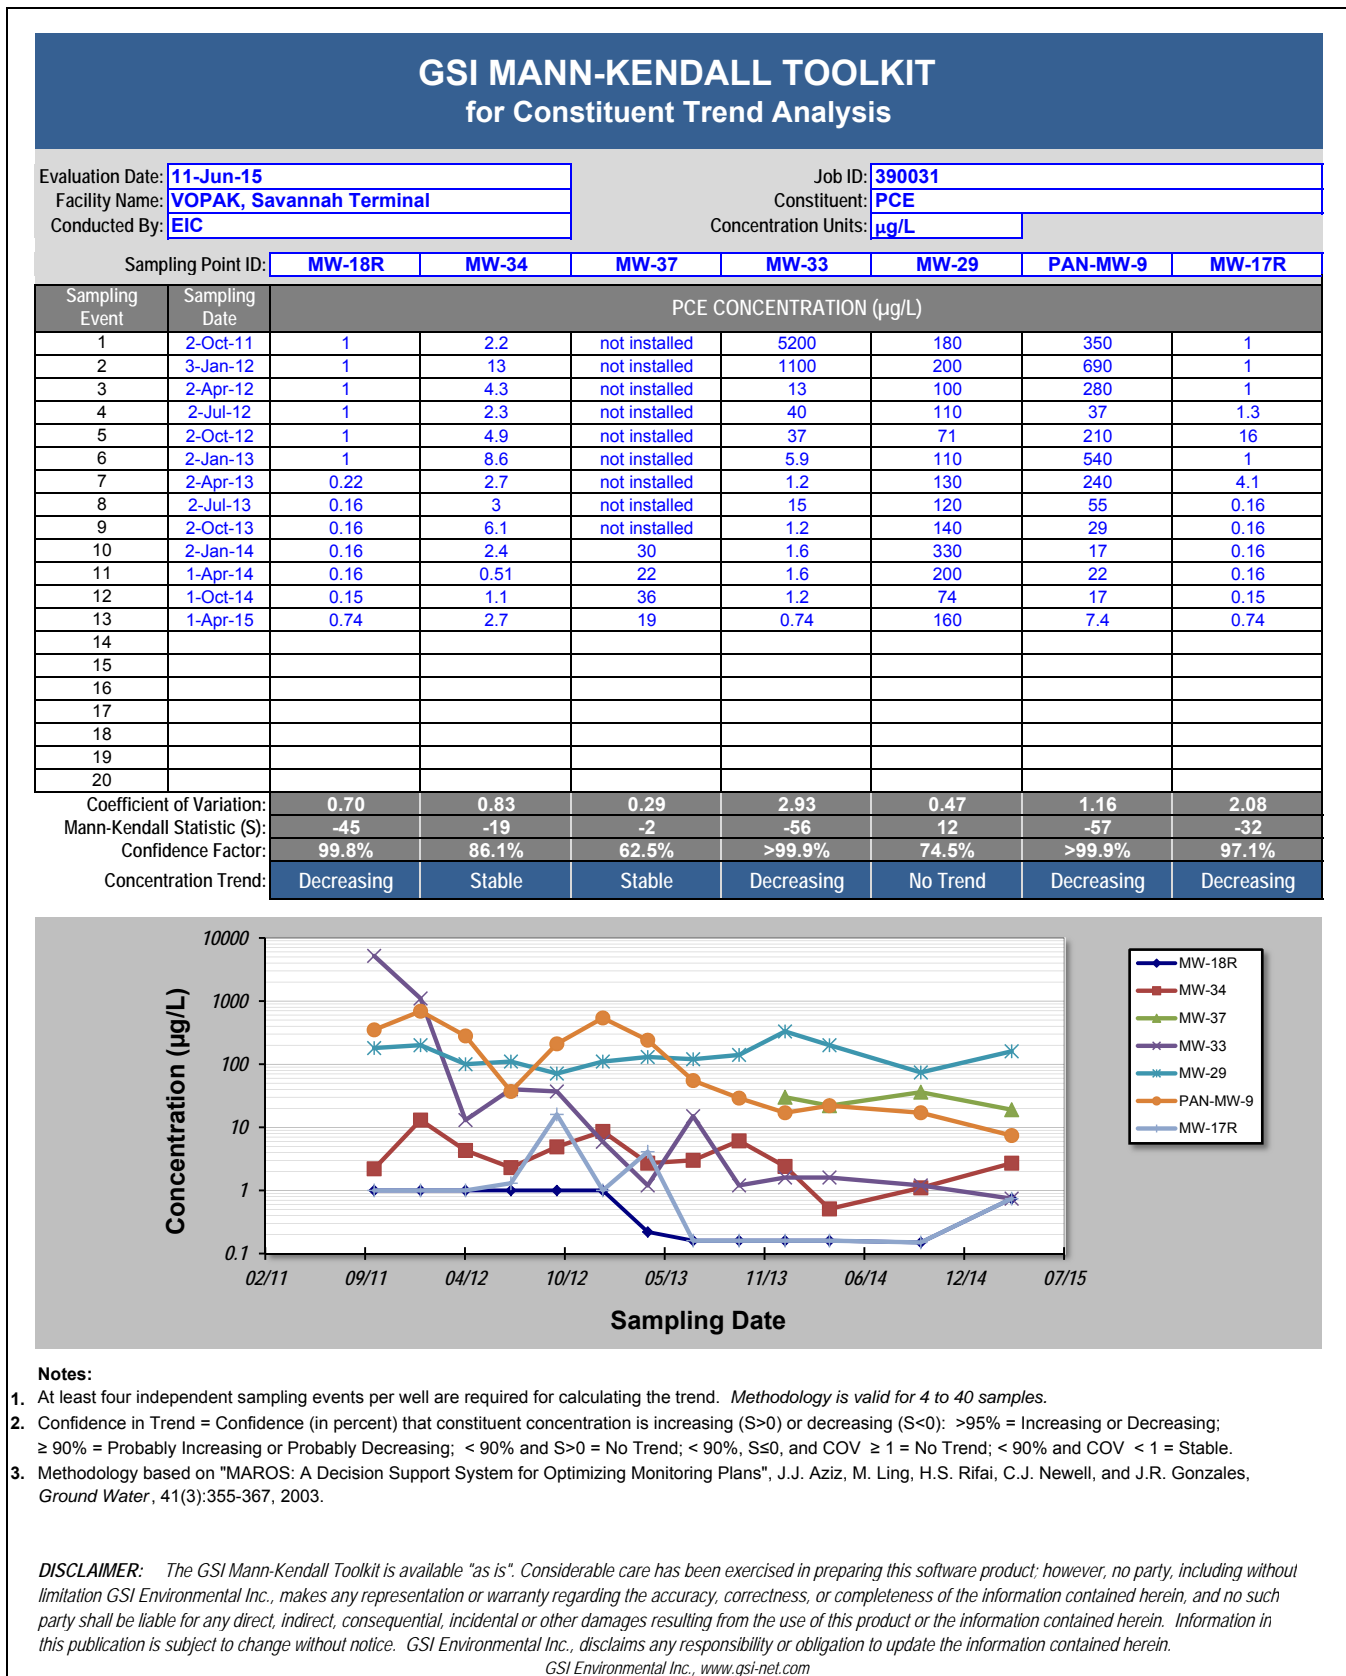 GSI MANN-KENDALL TOOLKIT
for Constituent Trend Analysis
Evaluation Date: 11-Jun-15 Job ID: 390031
Facility Name: VOPAK, Savannah Terminal Constituent: PCE
Conducted By: EIC Concentration Units: µg/L
Sampling Point ID: MW-18R MW-34 MW-37 MW-33 MW-29 PAN-MW-9 MW-17R
Sampling Event Sampling Date PCE CONCENTRATION (µg/L)
1 2-Oct-11 1 2.2 not installed 5200 180 350 1
2 3-Jan-12 1 13 not installed 1100 200 690 1
3 2-Apr-12 1 4.3 not installed 13 100 280 1
4 2-Jul-12 1 2.3 not installed 40 110 37 1.3
5 2-Oct-12 1 4.9 not installed 37 71 210 16
6 2-Jan-13 1 8.6 not installed 5.9 110 540 1
7 2-Apr-13 0.22 2.7 not installed 1.2 130 240 4.1
8 2-Jul-13 0.16 3 not installed 15 120 55 0.16
9 2-Oct-13 0.16 6.1 not installed 1.2 140 29 0.16
10 2-Jan-14 0.16 2.4 30 1.6 330 17 0.16
11 1-Apr-14 0.16 0.51 22 1.6 200 22 0.16
12 1-Oct-14 0.15 1.1 36 1.2 74 17 0.15
13 1-Apr-15 0.74 2.7 19 0.74 160 7.4 0.74
14
15
16
17
18
19
20
Coefficient of Variation: 0.70 0.83 0.29 2.93 0.47 1.16 2.08
Mann-Kendall Statistic (S): -45 -19 -2 -56 12 -57 -32
Confidence Factor: 99.8% 86.1% 62.5% >99.9% 74.5% >99.9% 97.1%
Concentration Trend: Decreasing Stable Stable Decreasing No Trend Decreasing Decreasing
Concentration (µg/L)
10000
1000
100
10
1
0.1
02/11 09/11 04/12 10/12 05/13 11/13 06/14 12/14 07/15
Sampling Date
MW-18R
MW-34
MW-37
MW-33
MW-29
PAN-MW-9
MW-17R
Notes:
1. At least four independent sampling events per well are required for calculating the trend. Methodology is valid for 4 to 40 samples.
2. Confidence in Trend = Confidence (in percent) that constituent concentration is increasing (S>0) or decreasing (S<0): >95% = Increasing or Decreasing;
≥ 90% = Probably Increasing or Probably Decreasing; < 90% and S>0 = No Trend; < 90%, S≤0, and COV ≥ 1 = No Trend; < 90% and COV < 1 = Stable.
3. Methodology based on "MAROS: A Decision Support System for Optimizing Monitoring Plans", J.J. Aziz, M. Ling, H.S. Rifai, C.J. Newell, and J.R. Gonzales,
Ground Water, 41(3):355-367, 2003.
DISCLAIMER: The GSI Mann-Kendall Toolkit is available "as is". Considerable care has been exercised in preparing this software product; however, no party, including without
limitation GSI Environmental Inc., makes any representation or warranty regarding the accuracy, correctness, or completeness of the information contained herein, and no such
party shall be liable for any direct, indirect, consequential, incidental or other damages resulting from the use of this product or the information contained herein. Information in
this publication is subject to change without notice. GSI Environmental Inc., disclaims any responsibility or obligation to update the information contained herein.
GSI Environmental Inc., www.gsi-net.com